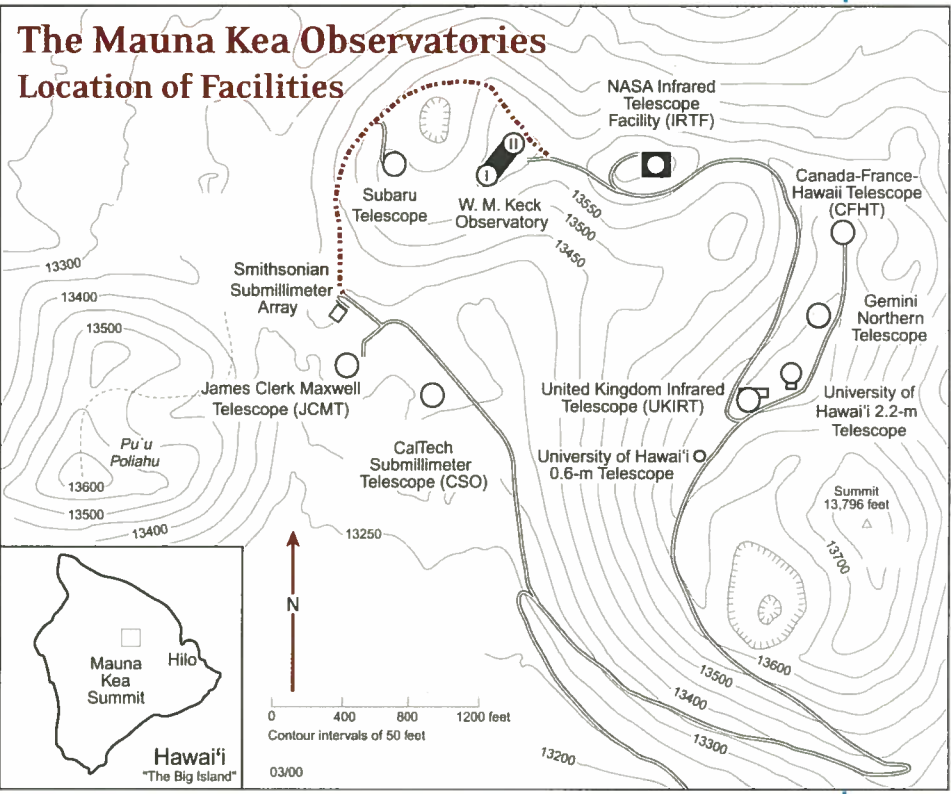 The Mauna Kea Observatories
Location of Facilities
NASA Infrared
Telescope
Facility (IRTF)
Canada-France-
Hawaii Telescope
(CFHT)
Subaru
Telescope
I
II
W. M. Keck
Observatory
13550
13500
13450
13300
13400
13500
Smithsonian
Submillimeter
Array
Gemini
Northern
Telescope
James Clerk Maxwell
Telescope (JCMT)
United Kingdom Infrared
Telescope (UKIRT)
University of
Hawai'i 2.2-m
Telescope
CalTech
Submillimeter
Telescope (CSO)
University of Hawai'i
0.6-m Telescope
Pu'u
Poliahu
13600
13500
13400
13250
Summit
13,796 feet
13700
N
13600
13500
13400
13300
13200
0 400 800 1200 feet
Contour intervals of 50 feet
03/00
Mauna
Kea
Summit
Hilo
Hawai'i
"The Big Island"